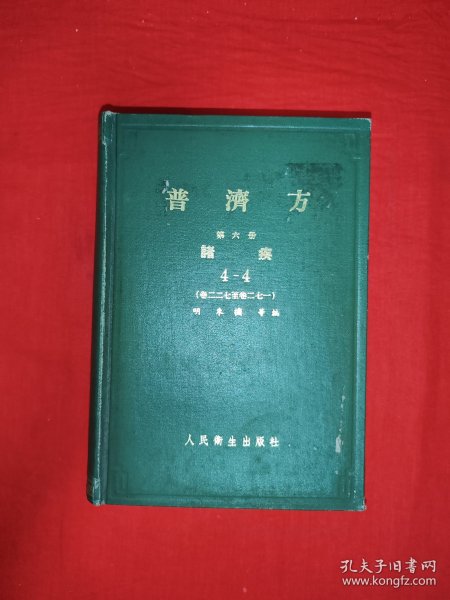 普濟方
第六册
諸疾
4-4
(卷二二七至卷二七一)
明 朱橚 等編
人民衛生出版社
孔夫子旧书网
www.kongfz.com